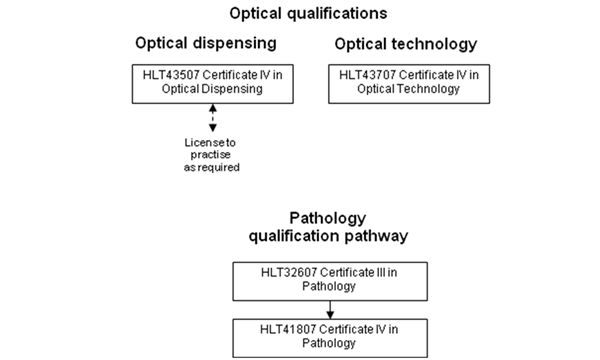 Optical qualifications
Optical dispensing
Optical technology
HLT43507 Certificate IV in
Optical Dispensing
HLT43707 Certificate IV in
Optical Technology
License to
practise
as required
Pathology
qualification pathway
HLT32607 Certificate III in
Pathology
HLT41807 Certificate IV in
Pathology